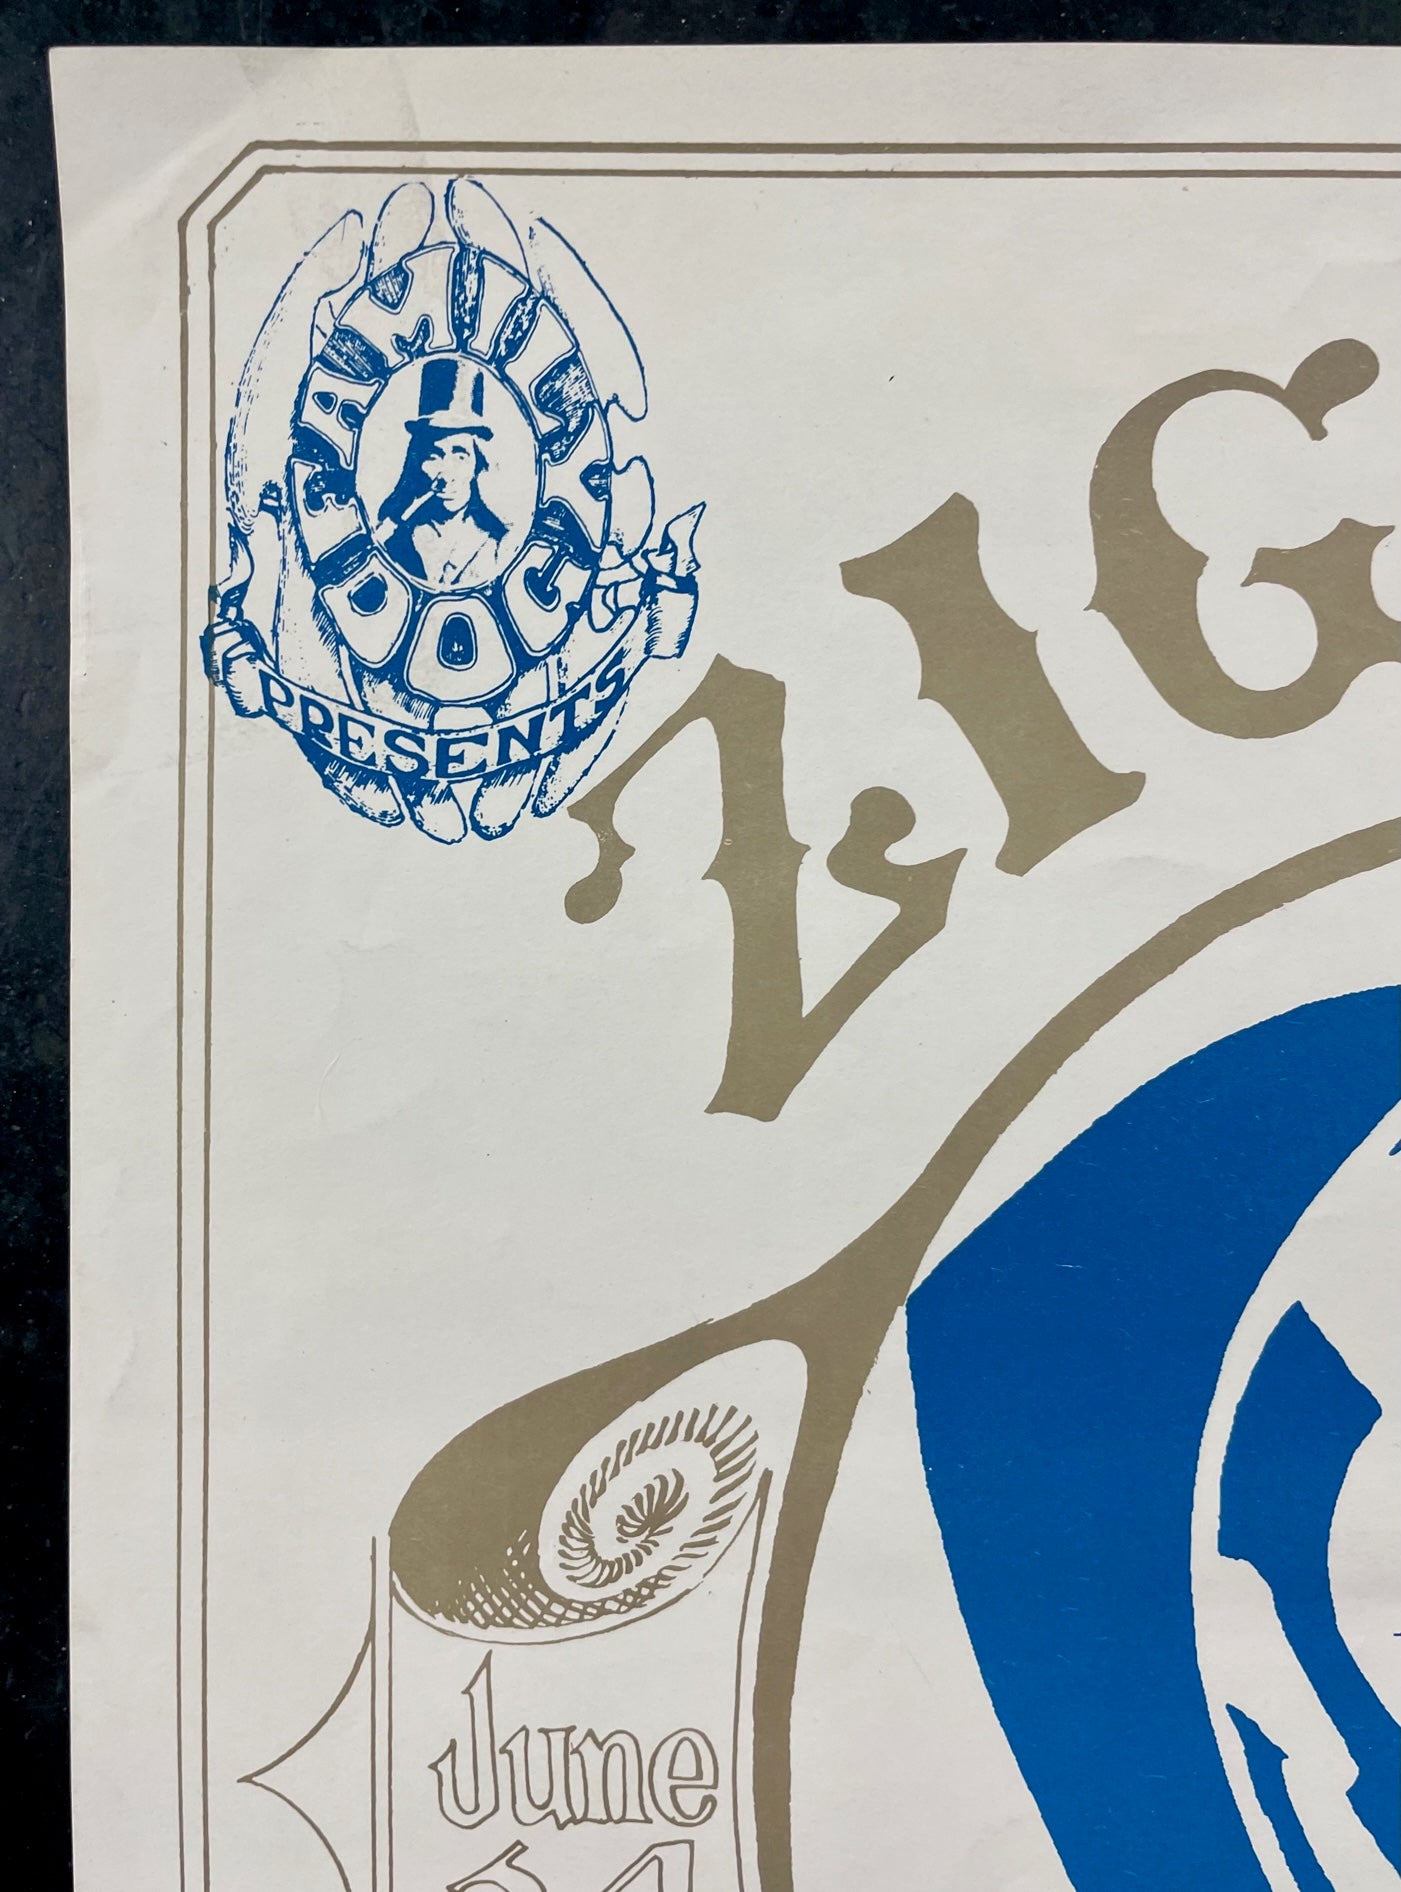 FAMILY DOG
PRESENTS
ZIG
June
24